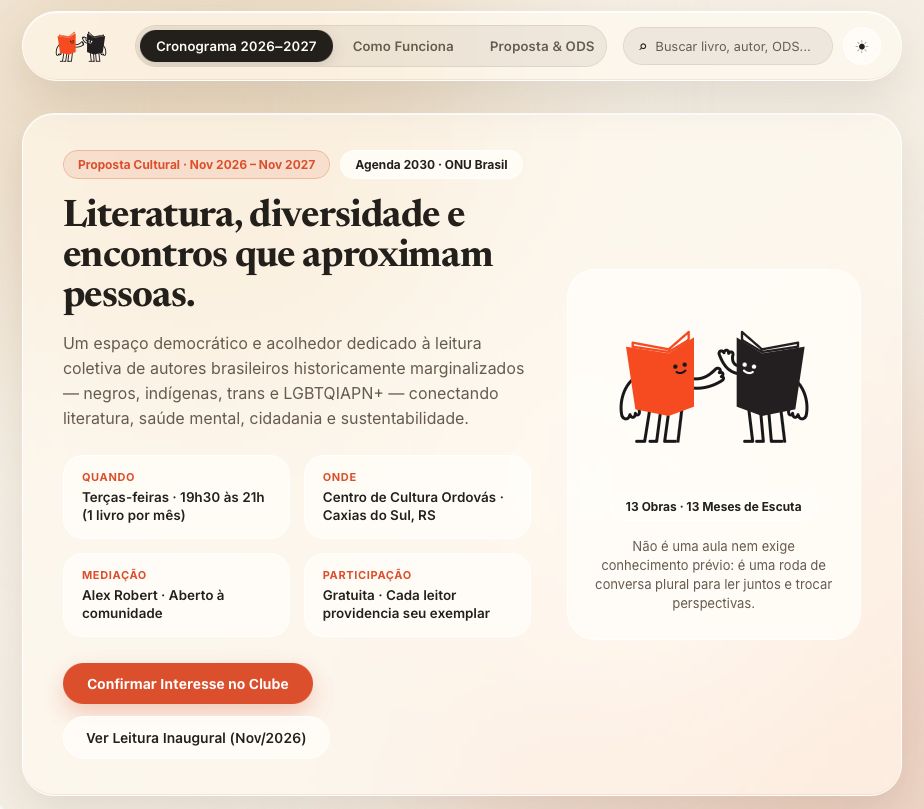 Cronograma 2026–2027
Como Funciona
Proposta & ODS
Buscar livro, autor, ODS...
Proposta Cultural · Nov 2026 – Nov 2027
Agenda 2030 · ONU Brasil
Literatura, diversidade e
encontros que aproximam
pessoas.
Um espaço democrático e acolhedor dedicado à leitura
coletiva de autores brasileiros historicamente marginalizados
— negros, indígenas, trans e LGBTQIAPN+ — conectando
literatura, saúde mental, cidadania e sustentabilidade.
QUANDO
Terças-feiras · 19h30 às 21h
(1 livro por mês)
ONDE
Centro de Cultura Ordovás ·
Caxias do Sul, RS
MEDIAÇÃO
Alex Robert · Aberto à
comunidade
PARTICIPAÇÃO
Gratuita · Cada leitor
providencia seu exemplar
Confirmar Interesse no Clube
Ver Leitura Inaugural (Nov/2026)
13 Obras · 13 Meses de Escuta
Não é uma aula nem exige
conhecimento prévio: é uma roda de
conversa plural para ler juntos e trocar
perspectivas.